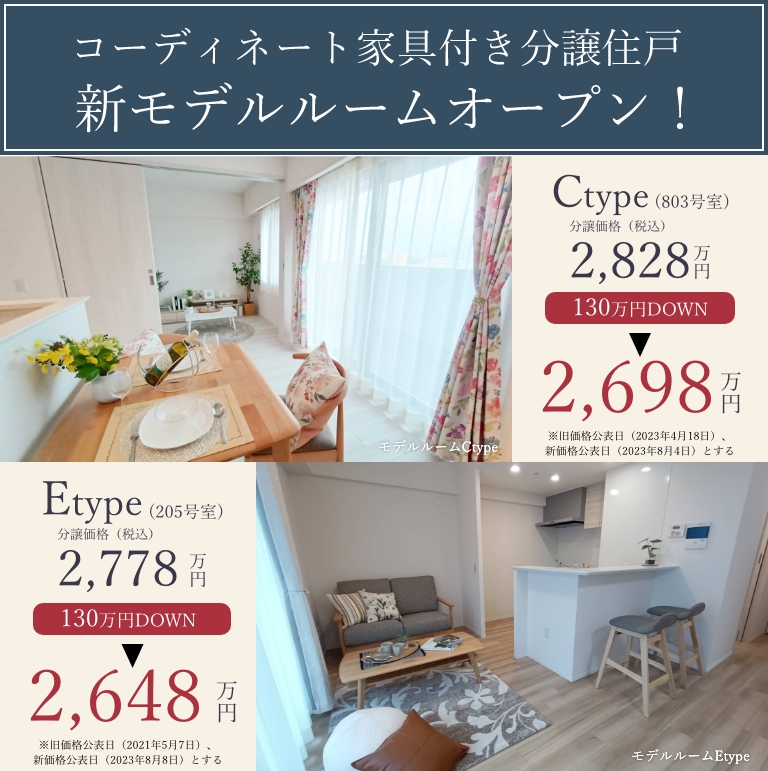 コーディネート家具付き分譲住戸
新モデルルームオープン！
Ctype（803号室）
分譲価格（税込）
2,828万円
130万円DOWN
2,698万円
※旧価格公表日（2023年4月18日）、
新価格公表日（2023年8月4日）とする
モデルルームCtype
Etype（205号室）
分譲価格（税込）
2,778万円
130万円DOWN
2,648万円
※旧価格公表日（2021年5月7日）、
新価格公表日（2023年8月8日）とする
モデルルームEtype